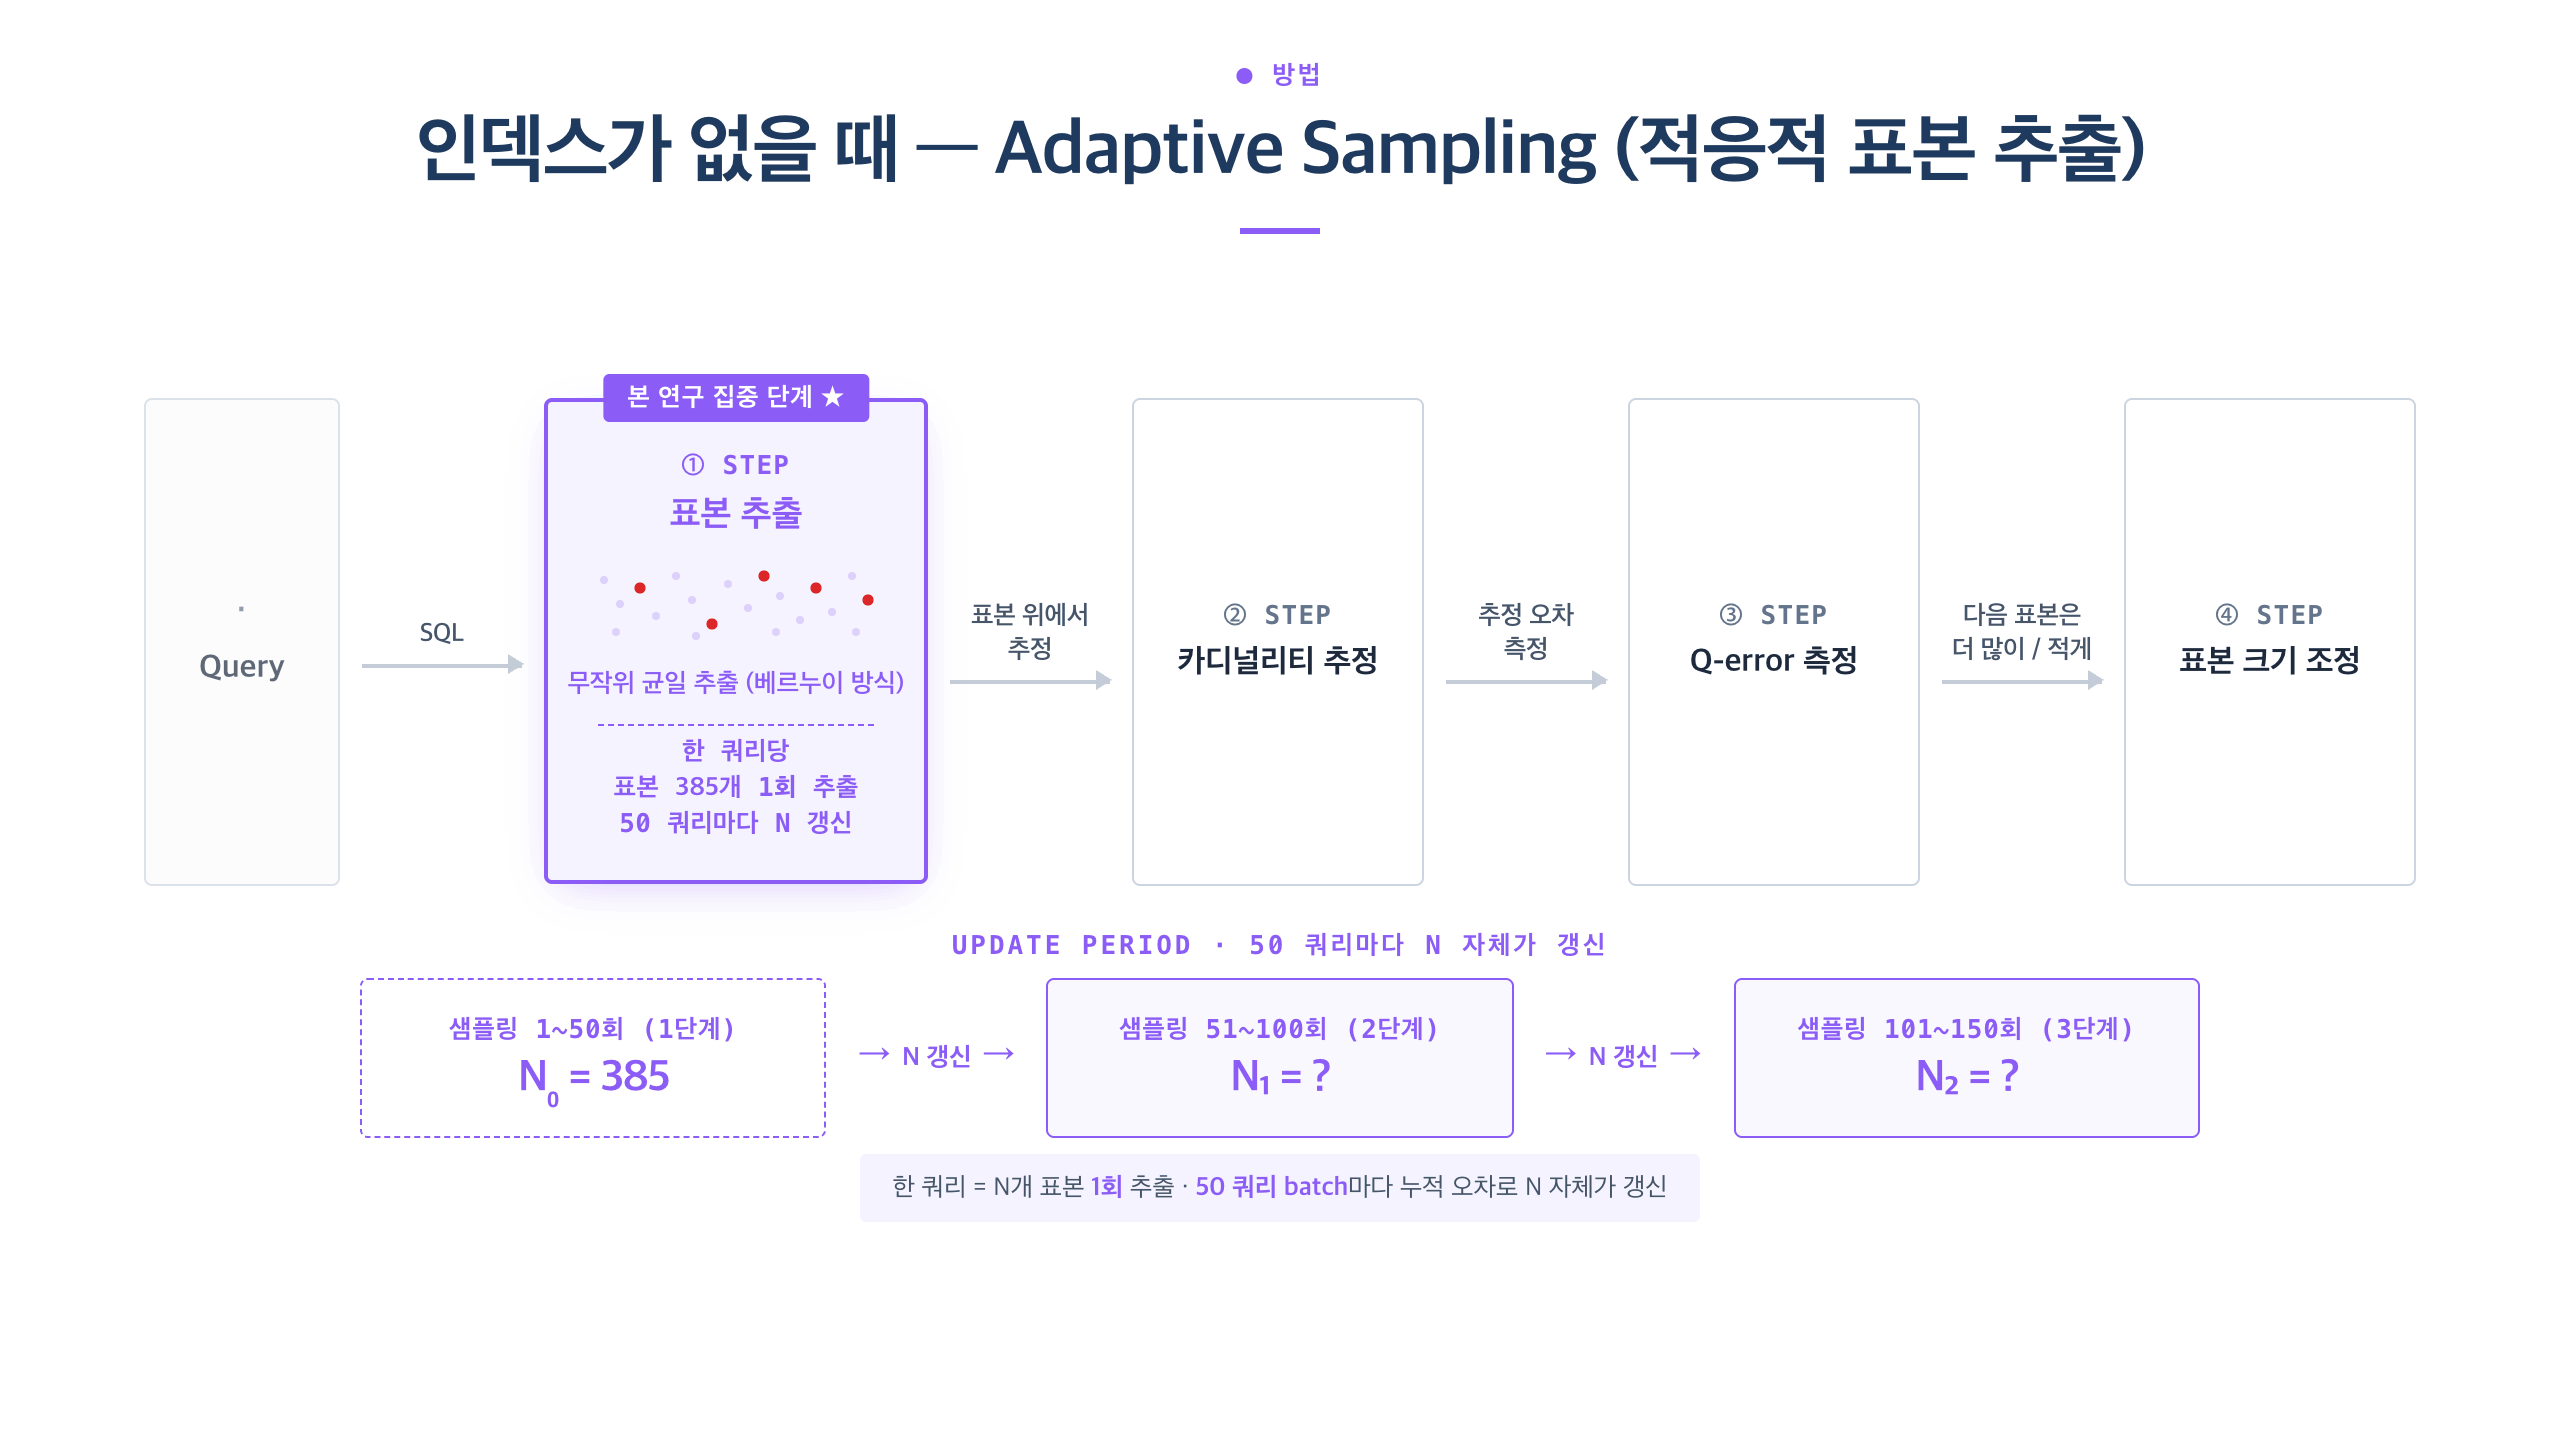 ● 방법
인덱스가 없을 때 — Adaptive Sampling (적응적 표본 추출)
·
Query
SQL
본 연구 집중 단계 ★
① STEP
표본 추출
무작위 균일 추출 (베르누이 방식)
한 쿼리당
표본 385개 1회 추출
50 쿼리마다 N 갱신
표본 위에서
추정
② STEP
카디널리티 추정
추정 오차
측정
③ STEP
Q-error 측정
다음 표본은
더 많이 / 적게
④ STEP
표본 크기 조정
UPDATE PERIOD · 50 쿼리마다 N 자체가 갱신
샘플링 1~50회 (1단계)
N₀ = 385
→ N 갱신 →
샘플링 51~100회 (2단계)
N₁ = ?
→ N 갱신 →
샘플링 101~150회 (3단계)
N₂ = ?
한 쿼리 = N개 표본 1회 추출 · 50 쿼리 batch마다 누적 오차로 N 자체가 갱신